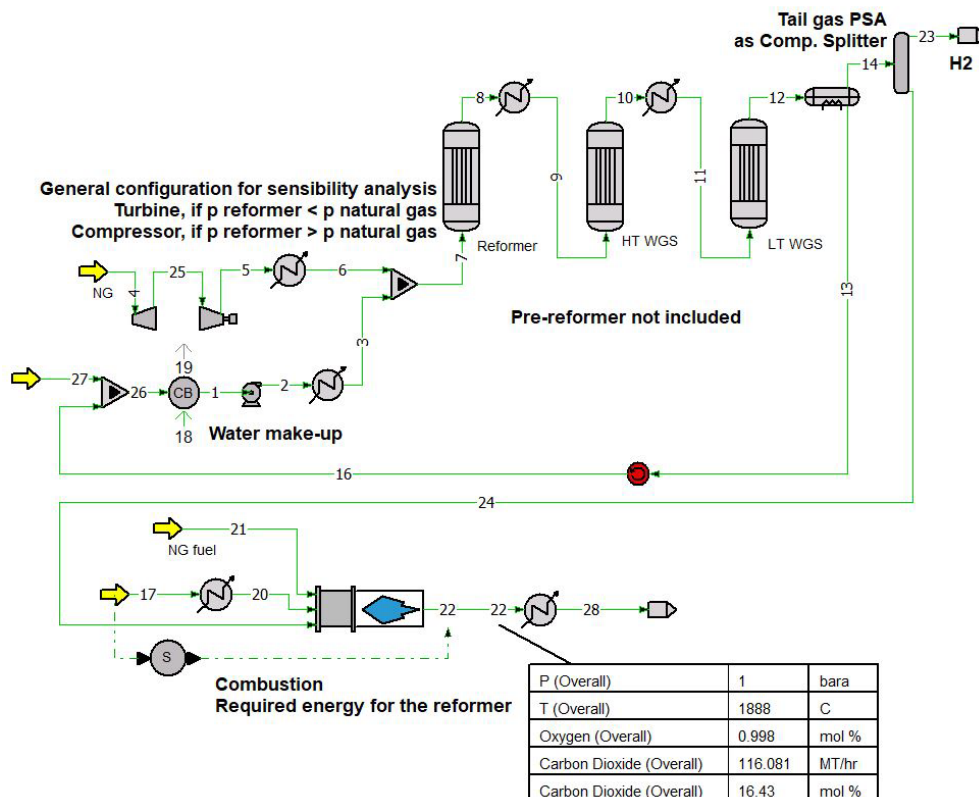 Tail gas PSA
as Comp. Splitter
23
H2
14
8
10
12
9
11
13
General configuration for sensibility analysis
Turbine, if p reformer < p natural gas
Compressor, if p reformer > p natural gas
Reformer
HT WGS
LT WGS
7
NG
4
25
5
6
Pre-reformer not included
3
19
27
26
CB
1
2
18
Water make-up
16
24
21
NG fuel
17
20
22
22
28
S
Combustion
Required energy for the reformer
P (Overall) 1 bara
T (Overall) 1888 C
Oxygen (Overall) 0.998 mol %
Carbon Dioxide (Overall) 116.081 MT/hr
Carbon Dioxide (Overall) 16.43 mol %